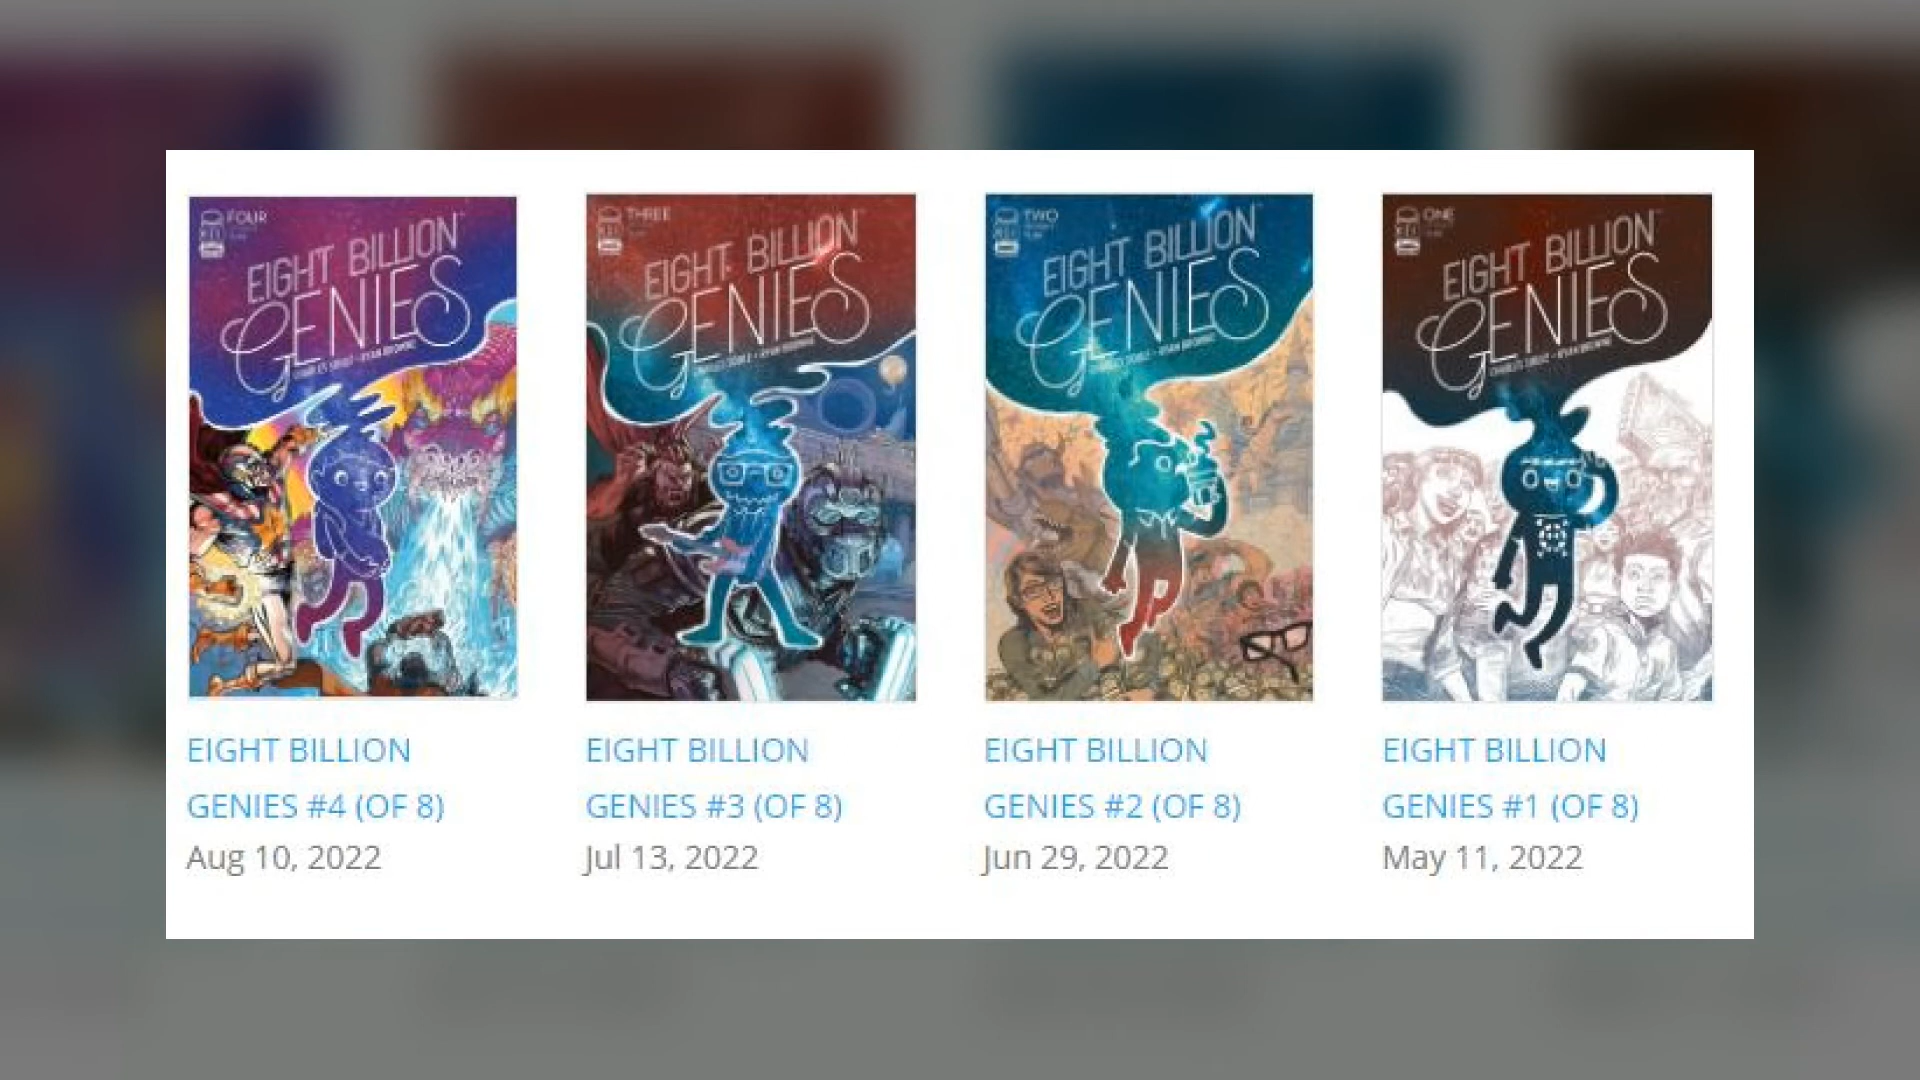 FOUR
EIGHT BILLION
GENIES
THREE
EIGHT BILLION
GENIES
TWO
EIGHT BILLION
GENIES
ONE
EIGHT BILLION
GENIES
EIGHT BILLION
GENIES #4 (OF 8)
Aug 10, 2022
EIGHT BILLION
GENIES #3 (OF 8)
Jul 13, 2022
EIGHT BILLION
GENIES #2 (OF 8)
Jun 29, 2022
EIGHT BILLION
GENIES #1 (OF 8)
May 11, 2022